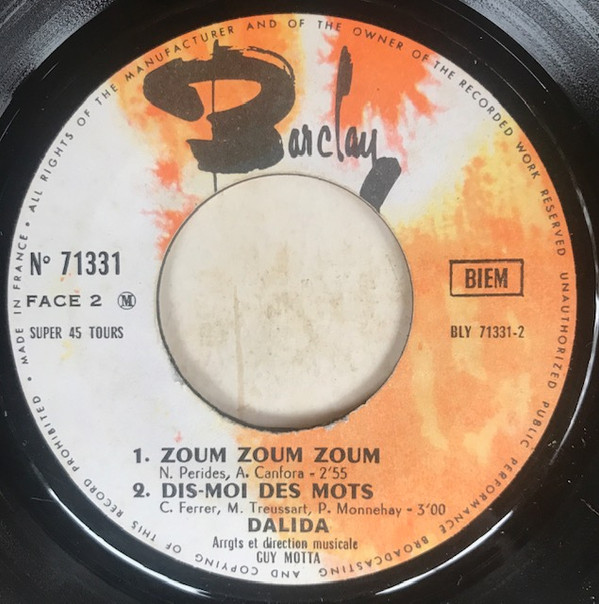 ALL RIGHTS OF THE MANUFACTURER AND OF THE OWNER OF THE RECORDED WORK RESERVED UNAUTHORIZED PUBLIC PERFORMANCE BROADCASTING AND COPYING OF THIS RECORD PROHIBITED • MADE IN FRANCE •
Barclay
Nº 71331
FACE 2 M
SUPER 45 TOURS
BIEM
BLY 71331-2
1. ZOUM ZOUM ZOUM
N. Perides, A. Canfora - 2'55
2. DIS-MOI DES MOTS
C. Ferrer, M. Treussart, P. Monnehay - 3'00
DALIDA
Arrgts et direction musicale
GUY MOTTA